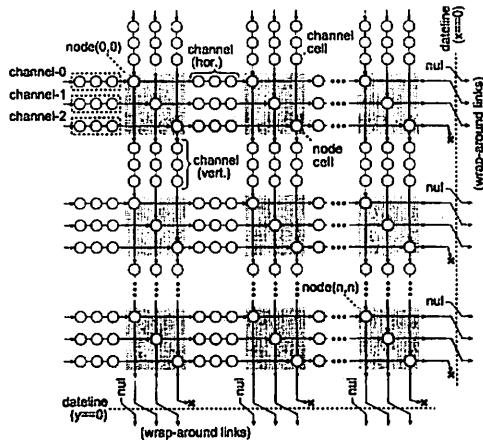 node(0,0)
channel
(hor.)
channel
cell
dateline
(x==0)
nul
channel-0
channel-1
channel-2
x
node
cell
channel
(vert.)
(wrap-around links)
nul
x
node(n,n)
nul
x
nul
x
nul
x
nul
x
dateline
(y==0)
(wrap-around links)